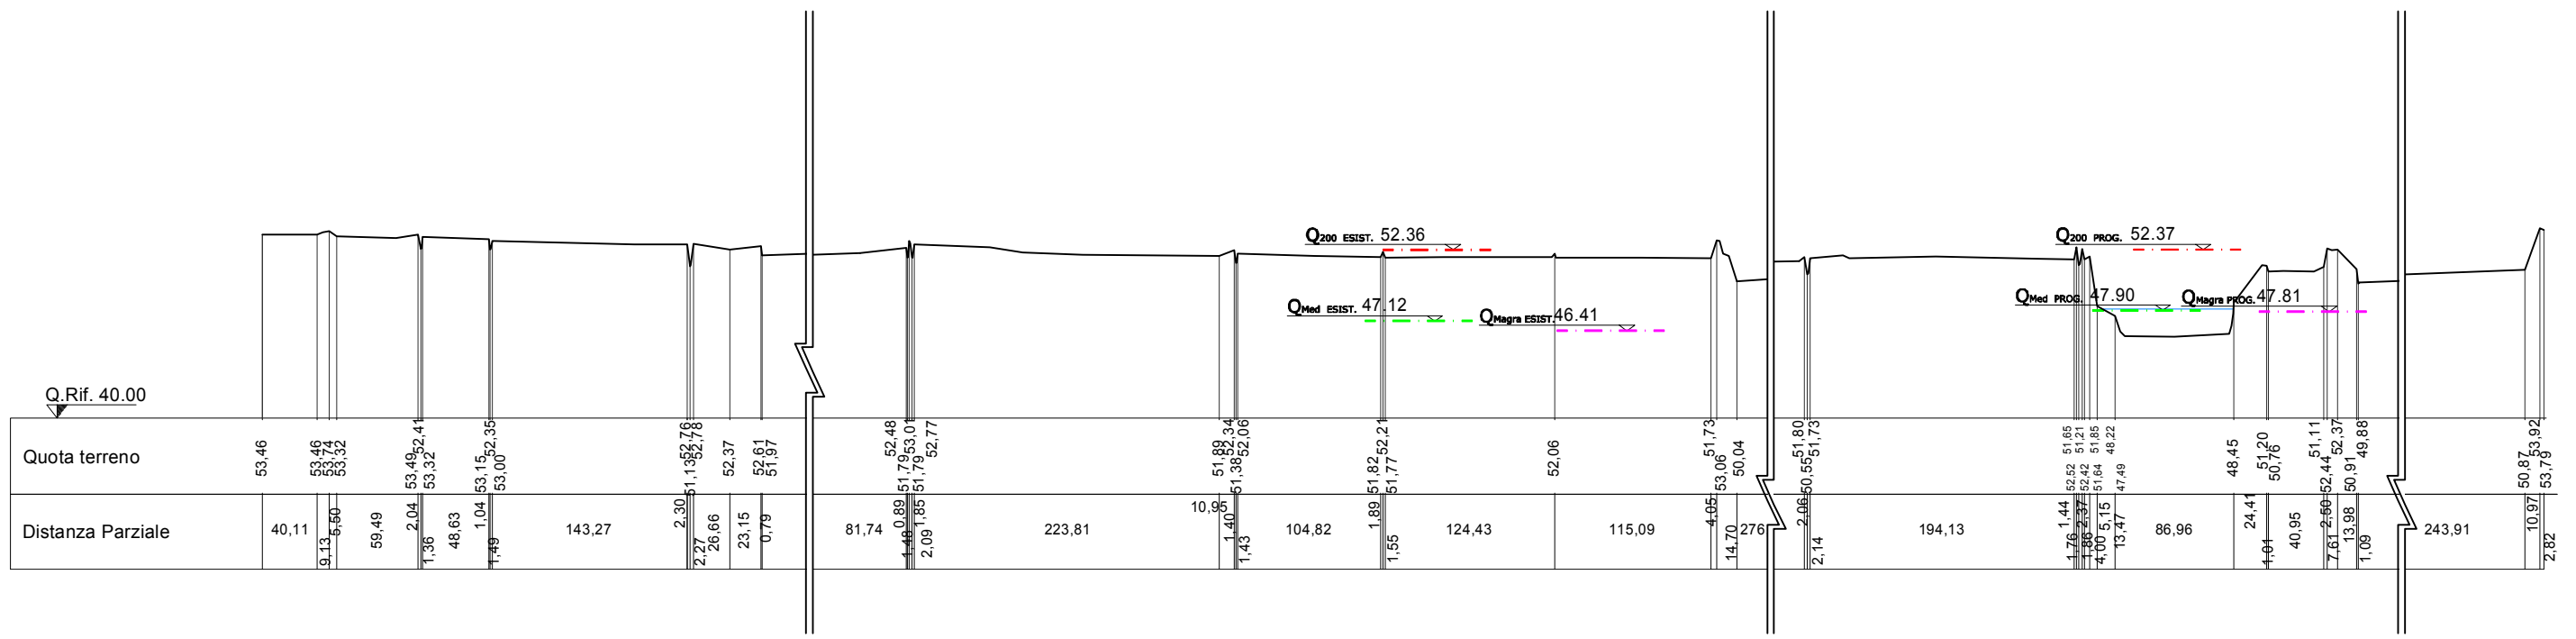 Q200 ESIST. 52.36
Q200 PROG. 52.37
QMed ESIST. 47.12
QMagra ESIST. 46.41
QMed PROG. 47.90
QMagra PROG. 47.81
Q.Rif. 40.00
Quota terreno
53,46 53,46 53,74 53,32 53,49 52,41 53,32 53,15 52,35 53,00 51,13 52,76 52,78 52,37 52,61 51,97 52,48 51,79 53,01 51,79 52,77 51,89 52,34 51,38 52,06 51,82 52,21 51,77 52,06 51,73 53,06 50,04 51,80 50,55 51,73 51,65 52,52 51,21 52,42 51,85 51,64 48,22 47,49 48,45 51,20 50,76 51,11 52,44 52,37 50,91 49,88 50,87 53,92 53,79
Distanza Parziale
40,11 9,13 5,50 59,49 2,04 1,36 48,63 1,04 1,49 143,27 2,30 2,27 26,66 23,15 0,79 81,74 0,89 1,48 1,85 2,09 223,81 10,95 1,40 1,43 104,82 1,89 1,55 124,43 115,09 4,05 14,70 276 2,06 2,14 194,13 1,44 1,76 1,86 2,37 4,00 5,15 13,47 86,96 24,41 1,01 40,95 2,50 7,61 13,98 1,09 243,91 10,97 2,82